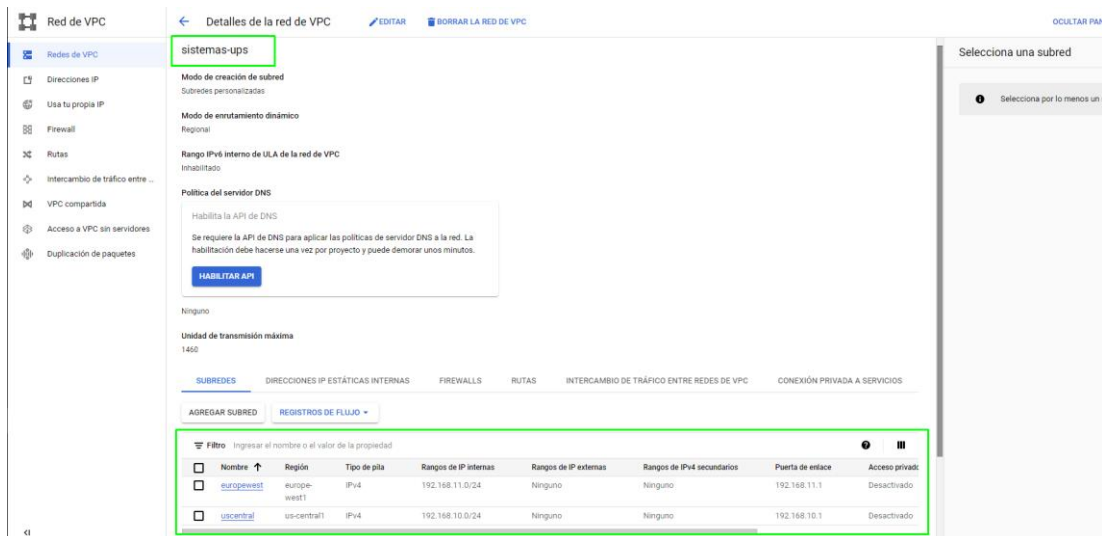 Red de VPC
Detalles de la red de VPC
EDITAR
BORRAR LA RED DE VPC
OCULTAR PAN
Redes de VPC
Direcciones IP
Usa tu propia IP
Firewall
Rutas
Intercambio de tráfico entre ...
VPC compartida
Acceso a VPC sin servidores
Duplicación de paquetes
sistemas-ups
Modo de creación de subred
Subredes personalizadas
Modo de enrutamiento dinámico
Regional
Rango IPv6 interno de ULA de la red de VPC
Inhabilitado
Política del servidor DNS
Habilita la API de DNS
Se requiere la API de DNS para aplicar las políticas de servidor DNS a la red. La
habilitación debe hacerse una vez por proyecto y puede demorar unos minutos.
HABILITAR API
Ninguno
Unidad de transmisión máxima
1460
SUBREDES DIRECCIONES IP ESTÁTICAS INTERNAS FIREWALLS RUTAS INTERCAMBIO DE TRÁFICO ENTRE REDES DE VPC CONEXIÓN PRIVADA A SERVICIOS
AGREGAR SUBRED REGISTROS DE FLUJO
Filtro Ingresar el nombre o el valor de la propiedad
Nombre Región Tipo de pila Rangos de IP internas Rangos de IP externas Rangos de IPv4 secundarios Puerta de enlace Acceso privado
europewest europe-west1 IPv4 192.168.11.0/24 Ninguno Ninguno 192.168.11.1 Desactivado
uscentral us-central1 IPv4 192.168.10.0/24 Ninguno Ninguno 192.168.10.1 Desactivado
Selecciona una subred
Selecciona por lo menos un